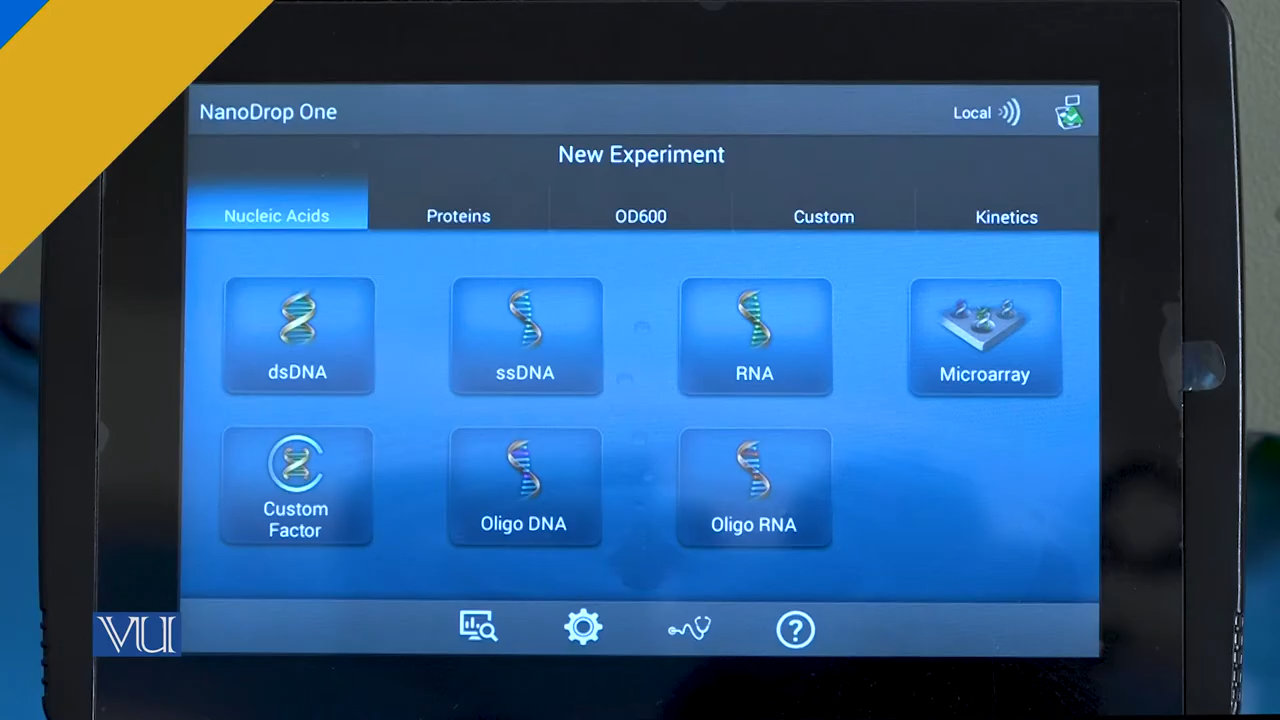 NanoDrop One
Local
New Experiment
Nucleic Acids
Proteins
OD600
Custom
Kinetics
dsDNA
ssDNA
RNA
Microarray
Custom
Factor
Oligo DNA
Oligo RNA
?
VU